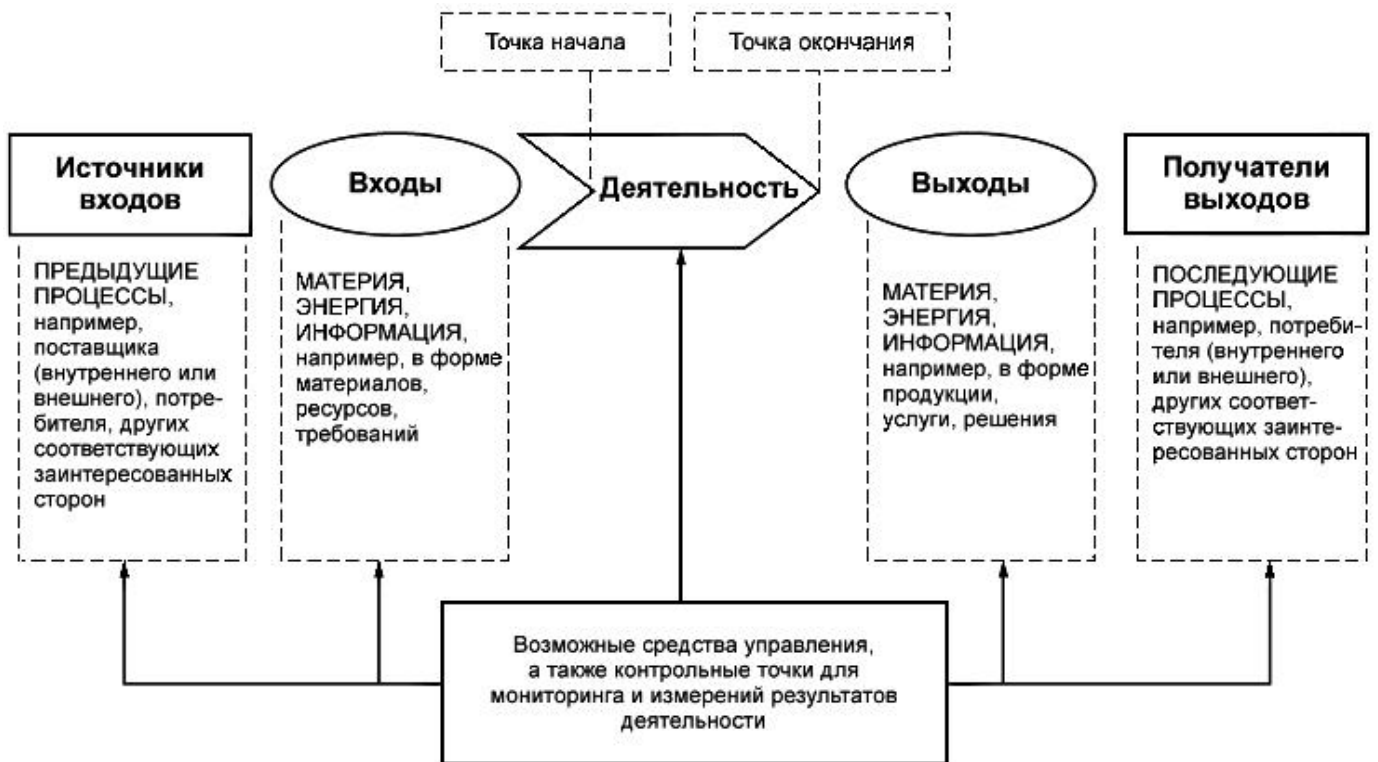 Точка начала
Точка окончания
Источники
входов
Входы
Деятельность
Выходы
Получатели
выходов
ПРЕДЫДУЩИЕ
ПРОЦЕССЫ,
например,
поставщика
(внутреннего или
внешнего), потре-
бителя, других
соответствующих
заинтересованных
сторон
МАТЕРИЯ,
ЭНЕРГИЯ,
ИНФОРМАЦИЯ,
например, в форме
материалов,
ресурсов,
требований
МАТЕРИЯ,
ЭНЕРГИЯ,
ИНФОРМАЦИЯ,
например, в форме
продукции,
услуги, решения
ПОСЛЕДУЮЩИЕ
ПРОЦЕССЫ,
например, потреби-
теля (внутреннего
или внешнего),
других соответ-
ствующих заинте-
ресованных сторон
Возможные средства управления,
а также контрольные точки для
мониторинга и измерений результатов
деятельности